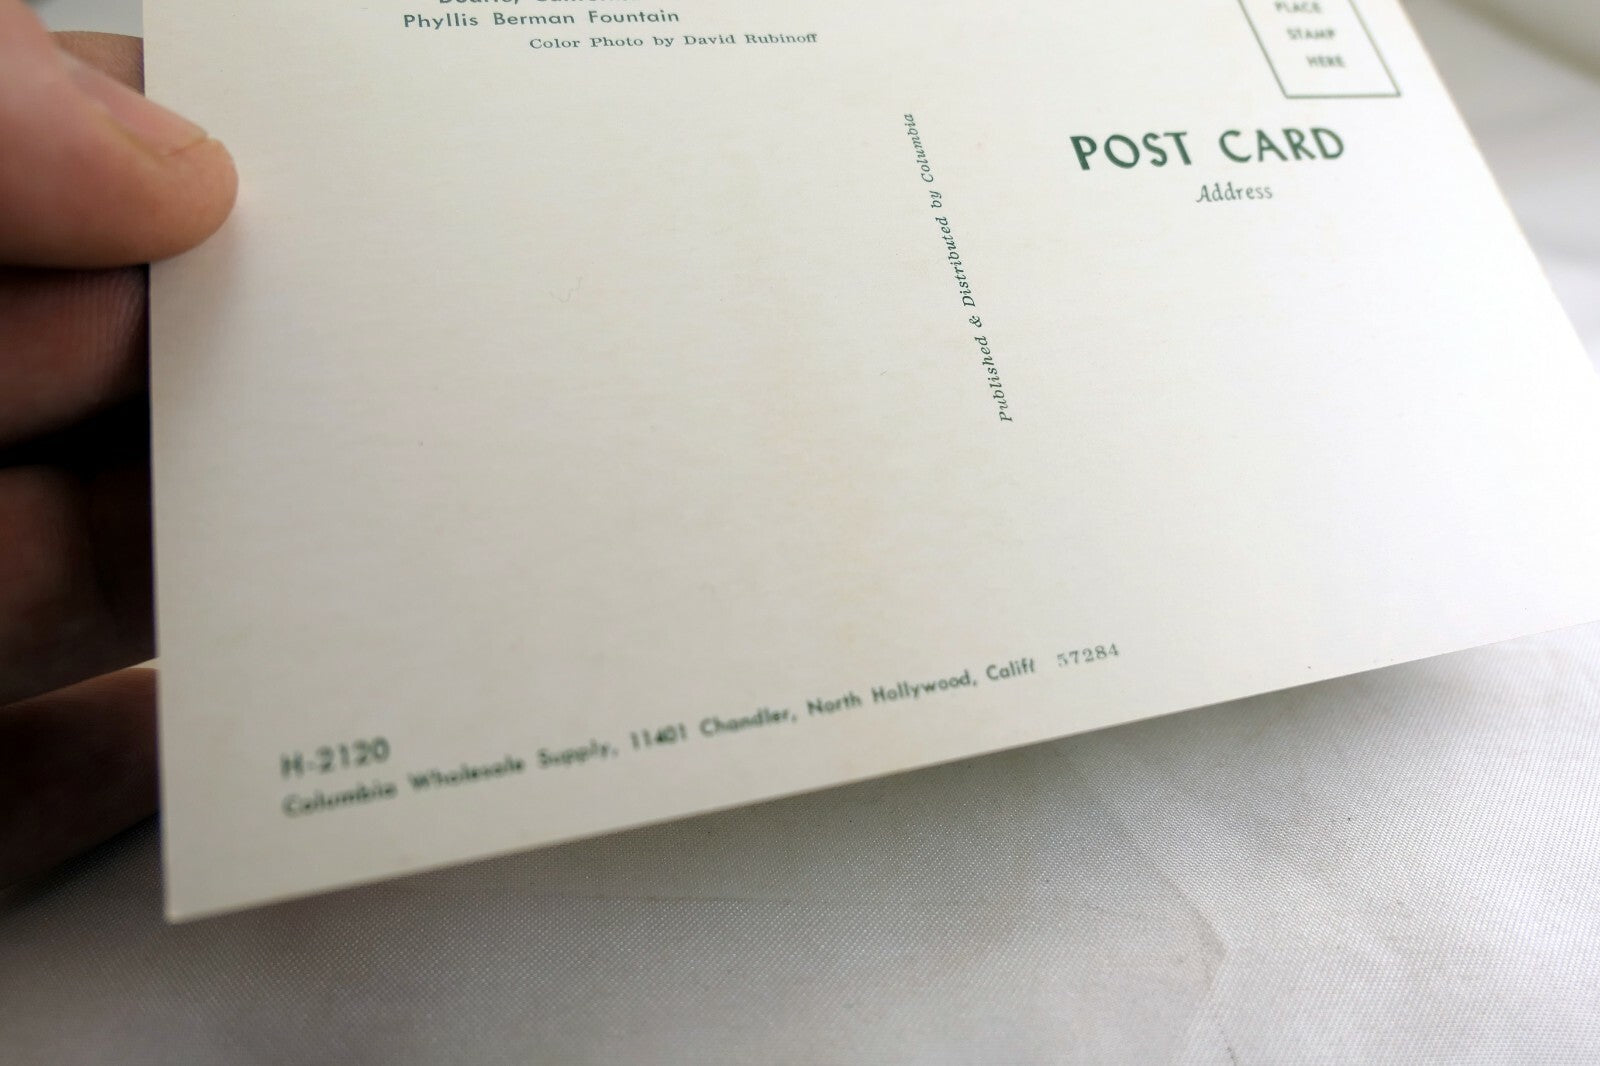 Phyllis Berman Fountain
Color Photo by David Rubinoff
PLACE
STAMP
HERE
POST CARD
Address
Published & Distributed by Columbia
H-2120
Columbia Wholesale Supply, 11401 Chandler, North Hollywood, Calift 57284